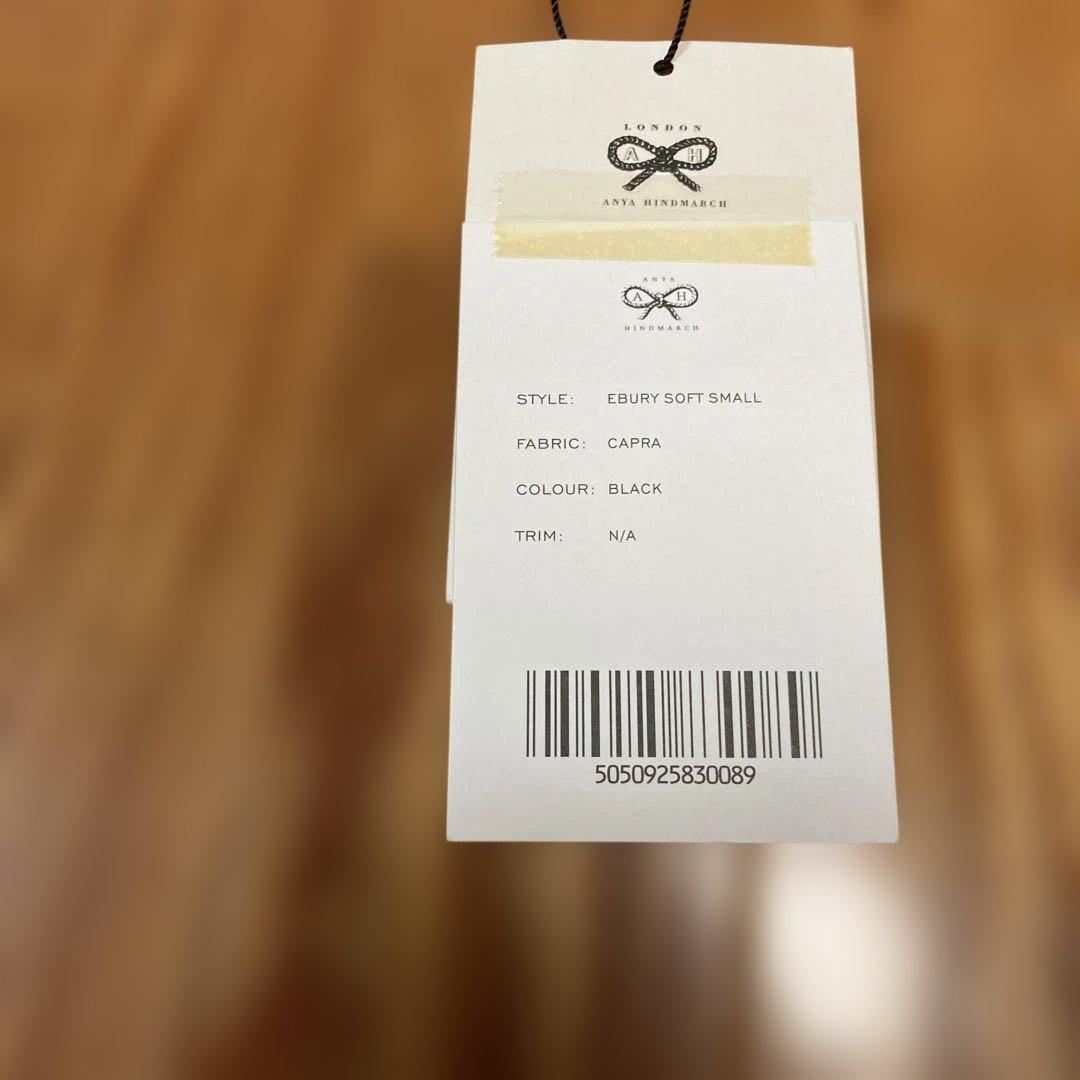 LONDON
A H
ANYA HINDMARCH
ANYA
A H
HINDMARCH
STYLE: EBURY SOFT SMALL
FABRIC: CAPRA
COLOUR: BLACK
TRIM: N/A
5050925830089